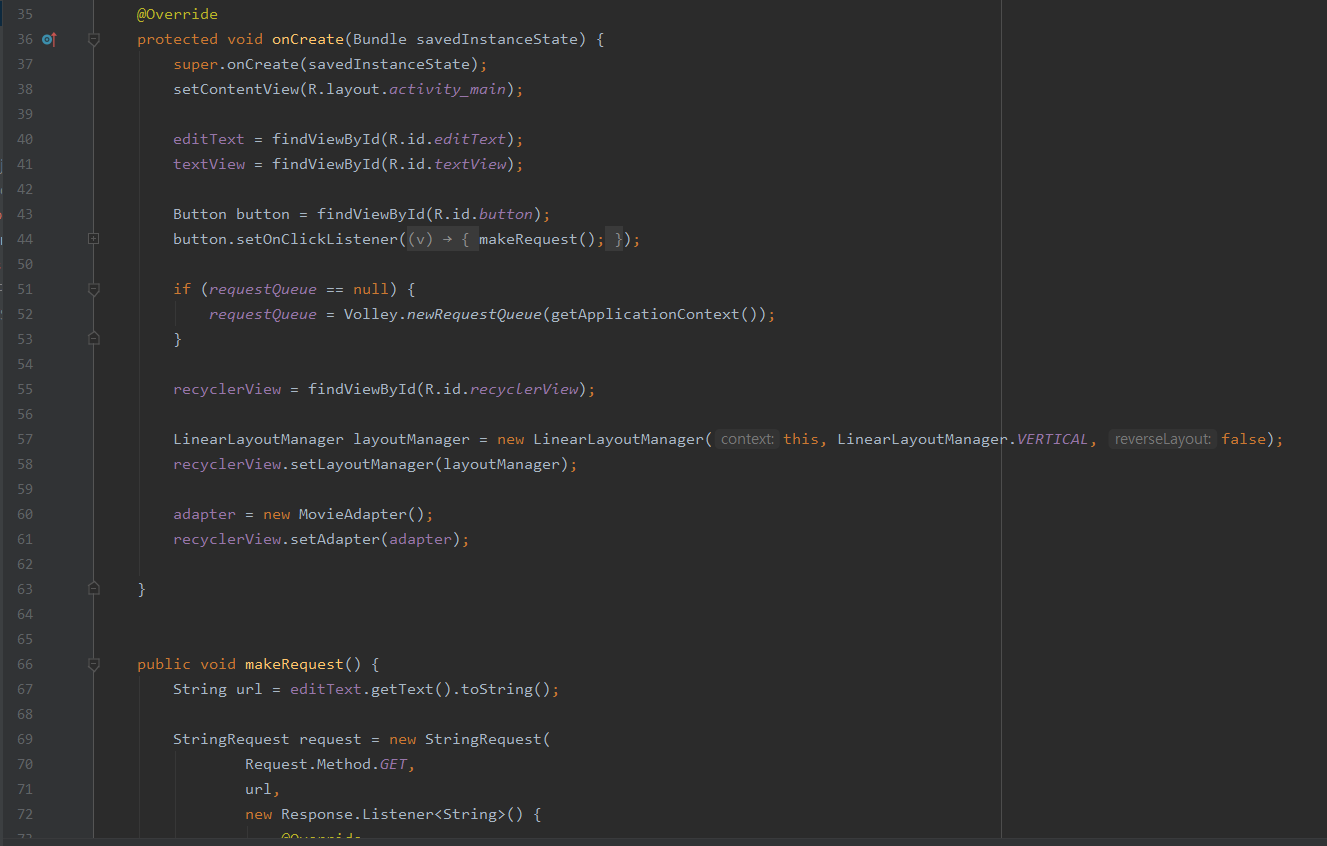 35 @Override
36 protected void onCreate(Bundle savedInstanceState) {
37 super.onCreate(savedInstanceState);
38 setContentView(R.layout.activity_main);
39
40 editText = findViewById(R.id.editText);
41 textView = findViewById(R.id.textView);
42
43 Button button = findViewById(R.id.button);
44 button.setOnClickListener((v) → { makeRequest(); });
50
51 if (requestQueue == null) {
52 requestQueue = Volley.newRequestQueue(getApplicationContext());
53 }
54
55 recyclerView = findViewById(R.id.recyclerView);
56
57 LinearLayoutManager layoutManager = new LinearLayoutManager( context: this, LinearLayoutManager.VERTICAL, reverseLayout: false);
58 recyclerView.setLayoutManager(layoutManager);
59
60 adapter = new MovieAdapter();
61 recyclerView.setAdapter(adapter);
62
63 }
64
65
66 public void makeRequest() {
67 String url = editText.getText().toString();
68
69 StringRequest request = new StringRequest(
70 Request.Method.GET,
71 url,
72 new Response.Listener<String>() {
73 @Override